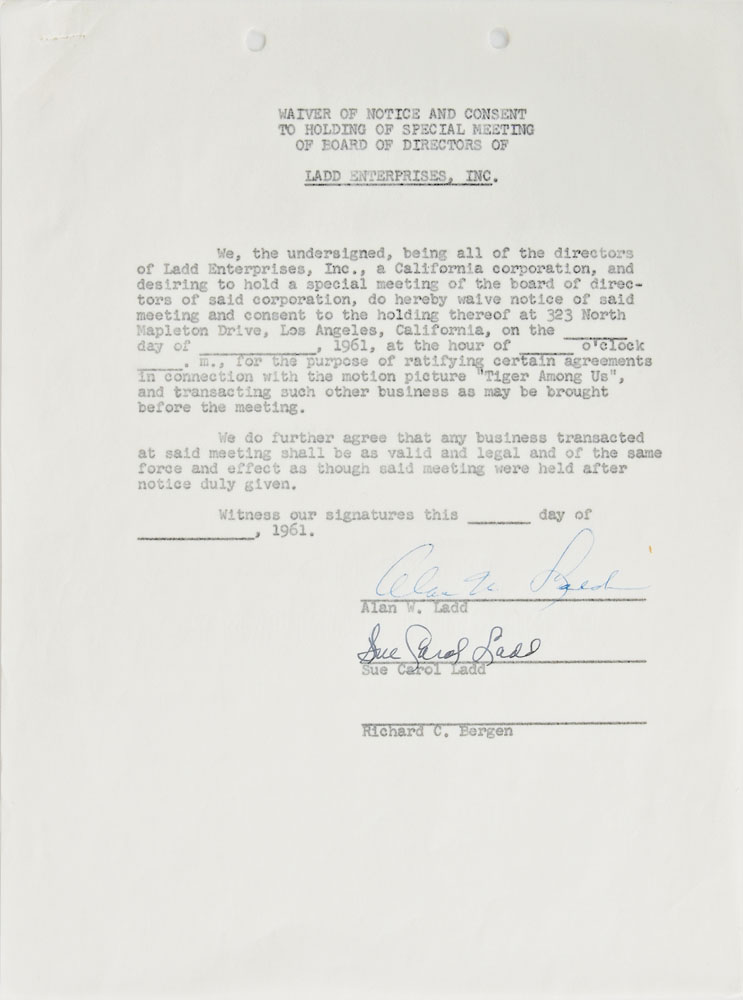 WAIVER OF NOTICE AND CONSENT
TO HOLDING OF SPECIAL MEETING
OF BOARD OF DIRECTORS OF
LADD ENTERPRISES, INC.
We, the undersigned, being all of the directors
of Ladd Enterprises, Inc., a California corporation, and
desiring to hold a special meeting of the board of direc-
tors of said corporation, do hereby waive notice of said
meeting and consent to the holding thereof at 323 North
Mapleton Drive, Los Angeles, California, on the ______
day of ____________, 1961, at the hour of ______ o'clock
_____. m., for the purpose of ratifying certain agreements
in connection with the motion picture "Tiger Among Us",
and transacting such other business as may be brought
before the meeting.
We do further agree that any business transacted
at said meeting shall be as valid and legal and of the same
force and effect as though said meeting were held after
notice duly given.
Witness our signatures this ______ day of
____________, 1961.
Alan W. Ladd
Alan W. Ladd
Sue Carol Ladd
Sue Carol Ladd
Richard C. Bergen